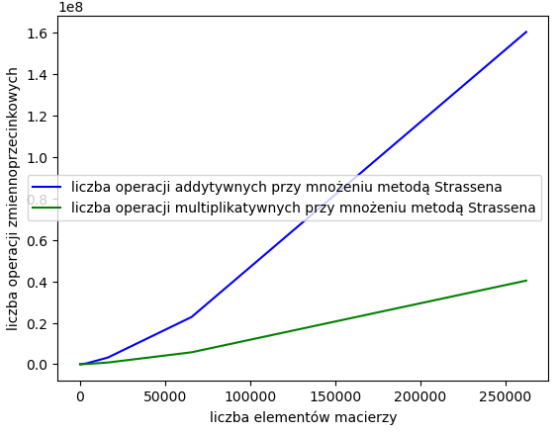 1e8
1.6
1.4
1.2
1.0
0.8
0.6
0.4
0.2
0.0
liczba operacji zmiennoprzecinkowych
liczba operacji addytywnych przy mnożeniu metodą Strassena
liczba operacji multiplikatywnych przy mnożeniu metodą Strassena
0 50000 100000 150000 200000 250000
liczba elementów macierzy